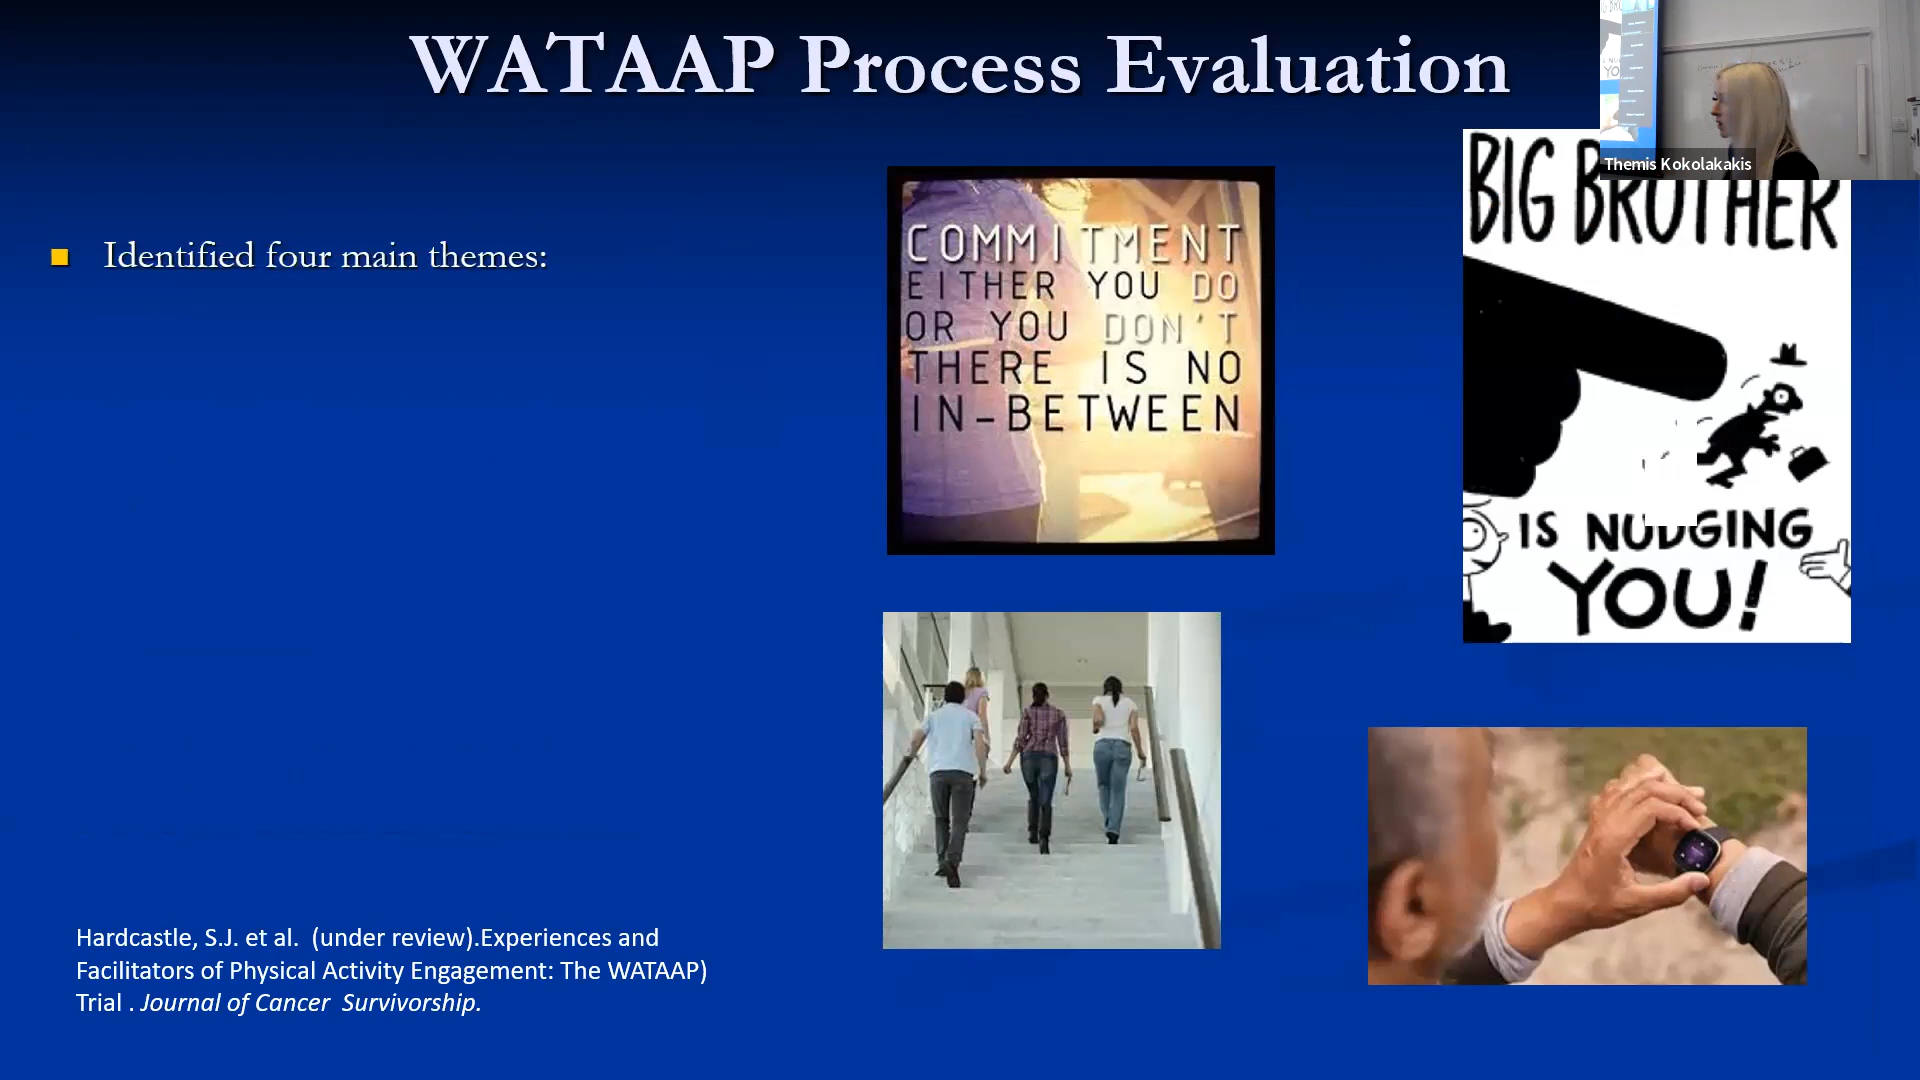 WATAAP Process Evaluation
Identified four main themes:
COMMITMENT
EITHER YOU DO
OR YOU DON'T
THERE IS NO
IN-BETWEEN
BIG BROTHER
IS NUDGING
YOU!
Themis Kokolakakis
Hardcastle, S.J. et al. (under review).Experiences and
Facilitators of Physical Activity Engagement: The WATAAP)
Trial . Journal of Cancer Survivorship.